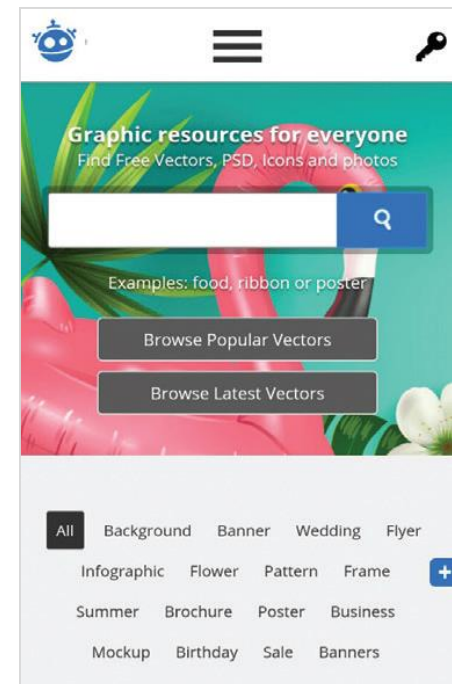 Graphic resources for everyone
Find Free Vectors, PSD, Icons and photos
Examples: food, ribbon or poster
Browse Popular Vectors
Browse Latest Vectors
All Background Banner Wedding Flyer
Infographic Flower Pattern Frame
Summer Brochure Poster Business
Mockup Birthday Sale Banners